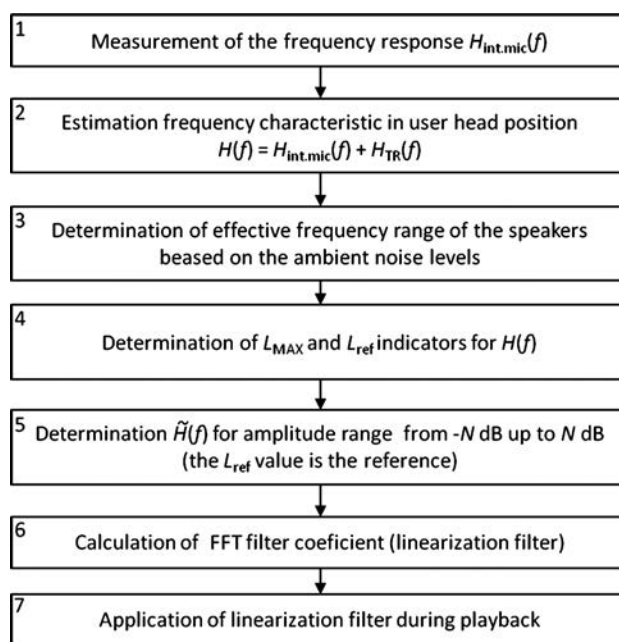 1
Measurement of the frequency response Hint.mic(f)
2
Estimation frequency characteristic in user head position
H(f) = Hint.mic(f) + HTR(f)
3
Determination of effective frequency range of the speakers
beased on the ambient noise levels
4
Determination of LMAX and Lref indicators for H(f)
5
Determination H̃(f) for amplitude range from -N dB up to N dB
(the Lref value is the reference)
6
Calculation of FFT filter coeficient (linearization filter)
7
Application of linearization filter during playback